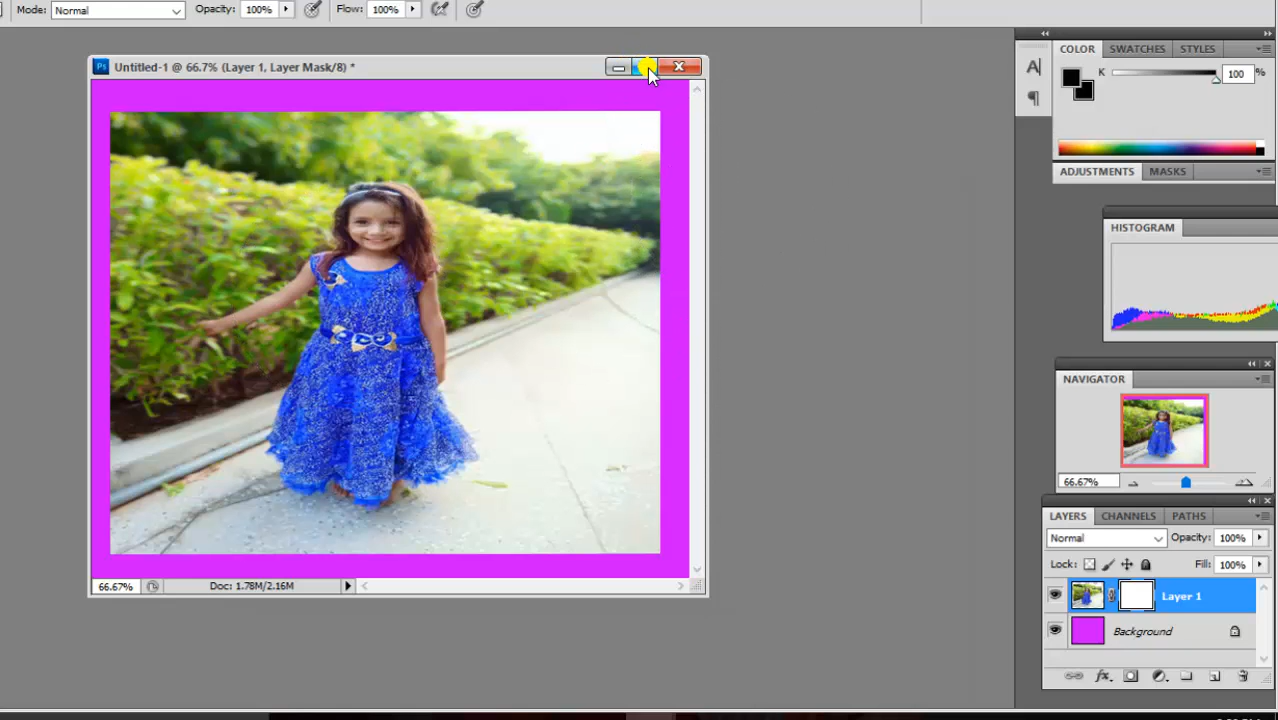 Mode: Normal Opacity: 100% Flow: 100%
Untitled-1 @ 66.7% (Layer 1, Layer Mask/8) *
COLOR SWATCHES STYLES
A
K 100 %
¶
ADJUSTMENTS MASKS
HISTOGRAM
NAVIGATOR
66.67%
LAYERS CHANNELS PATHS
Normal Opacity: 100%
Lock: Fill: 100%
Ps
Layer 1
Background
66.67% Doc: 1.78M/2.16M
fx.